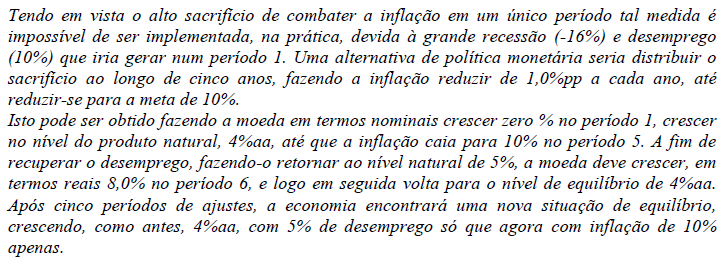 Tendo em vista o alto sacrifício de combater a inflação em um único período tal medida é
impossível de ser implementada, na prática, devida à grande recessão (-16%) e desemprego
(10%) que iria gerar num período 1. Uma alternativa de política monetária seria distribuir o
sacrifício ao longo de cinco anos, fazendo a inflação reduzir de 1,0%pp a cada ano, até
reduzir-se para a meta de 10%.
Isto pode ser obtido fazendo a moeda em termos nominais crescer zero % no período 1, crescer
no nível do produto natural, 4%aa, até que a inflação caia para 10% no período 5. A fim de
recuperar o desemprego, fazendo-o retornar ao nível natural de 5%, a moeda deve crescer, em
termos reais 8,0% no período 6, e logo em seguida volta para o nível de equilíbrio de 4%aa.
Após cinco períodos de ajustes, a economia encontrará uma nova situação de equilíbrio,
crescendo, como antes, 4%aa, com 5% de desemprego só que agora com inflação de 10%
apenas.